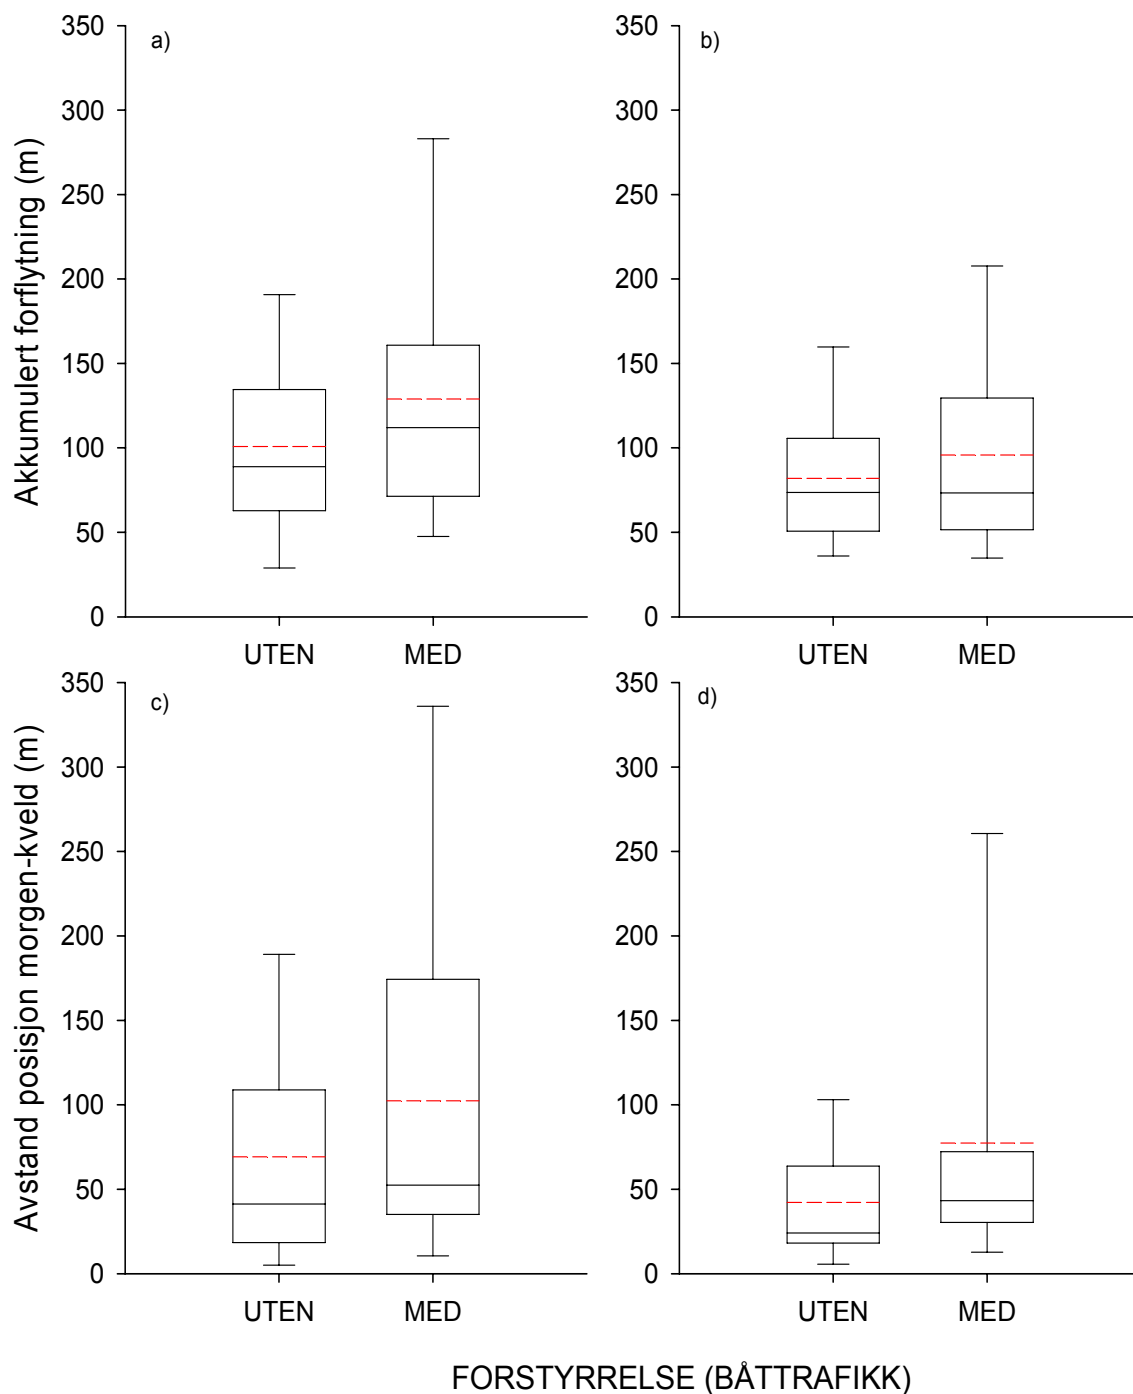 350
300
250
200
150
100
50
0
Akkumulert forflytning (m)
a)
UTEN MED
350
300
250
200
150
100
50
0
b)
UTEN MED
350
300
250
200
150
100
50
0
Avstand posisjon morgen-kveld (m)
c)
UTEN MED
350
300
250
200
150
100
50
0
d)
UTEN MED
FORSTYRRELSE (BÅTTRAFIKK)